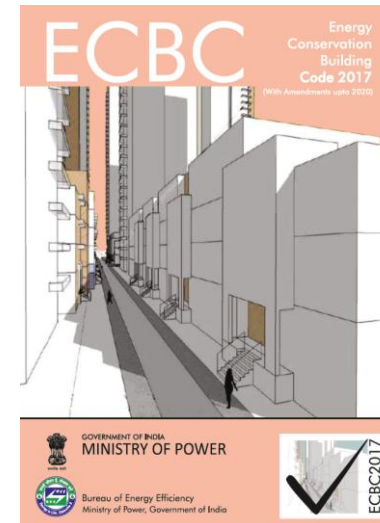 ECBC
Energy
Conservation
Building
Code 2017
(With Amendments upto 2020)
GOVERNMENT OF INDIA
MINISTRY OF POWER
Bureau of Energy Efficiency
Ministry of Power, Government of India
ECBC2017